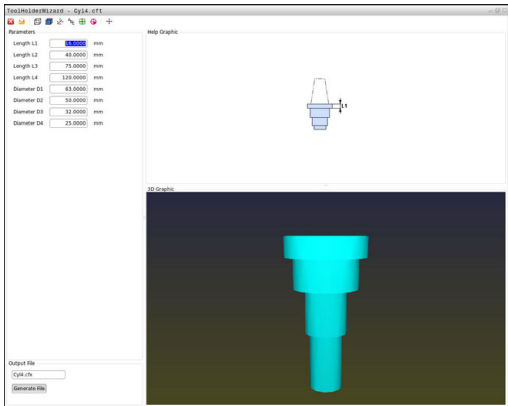 ToolHolderWizard - Cyl4.cft
Parameters
Length L1 mm
Length L2 40.0000 mm
Length L3 75.0000 mm
Length L4 120.0000 mm
Diameter D1 63.0000 mm
Diameter D2 50.0000 mm
Diameter D3 32.0000 mm
Diameter D4 25.0000 mm
Help Graphic
L1
3D Graphic
Output File
Cyl4.cfx
Generate File